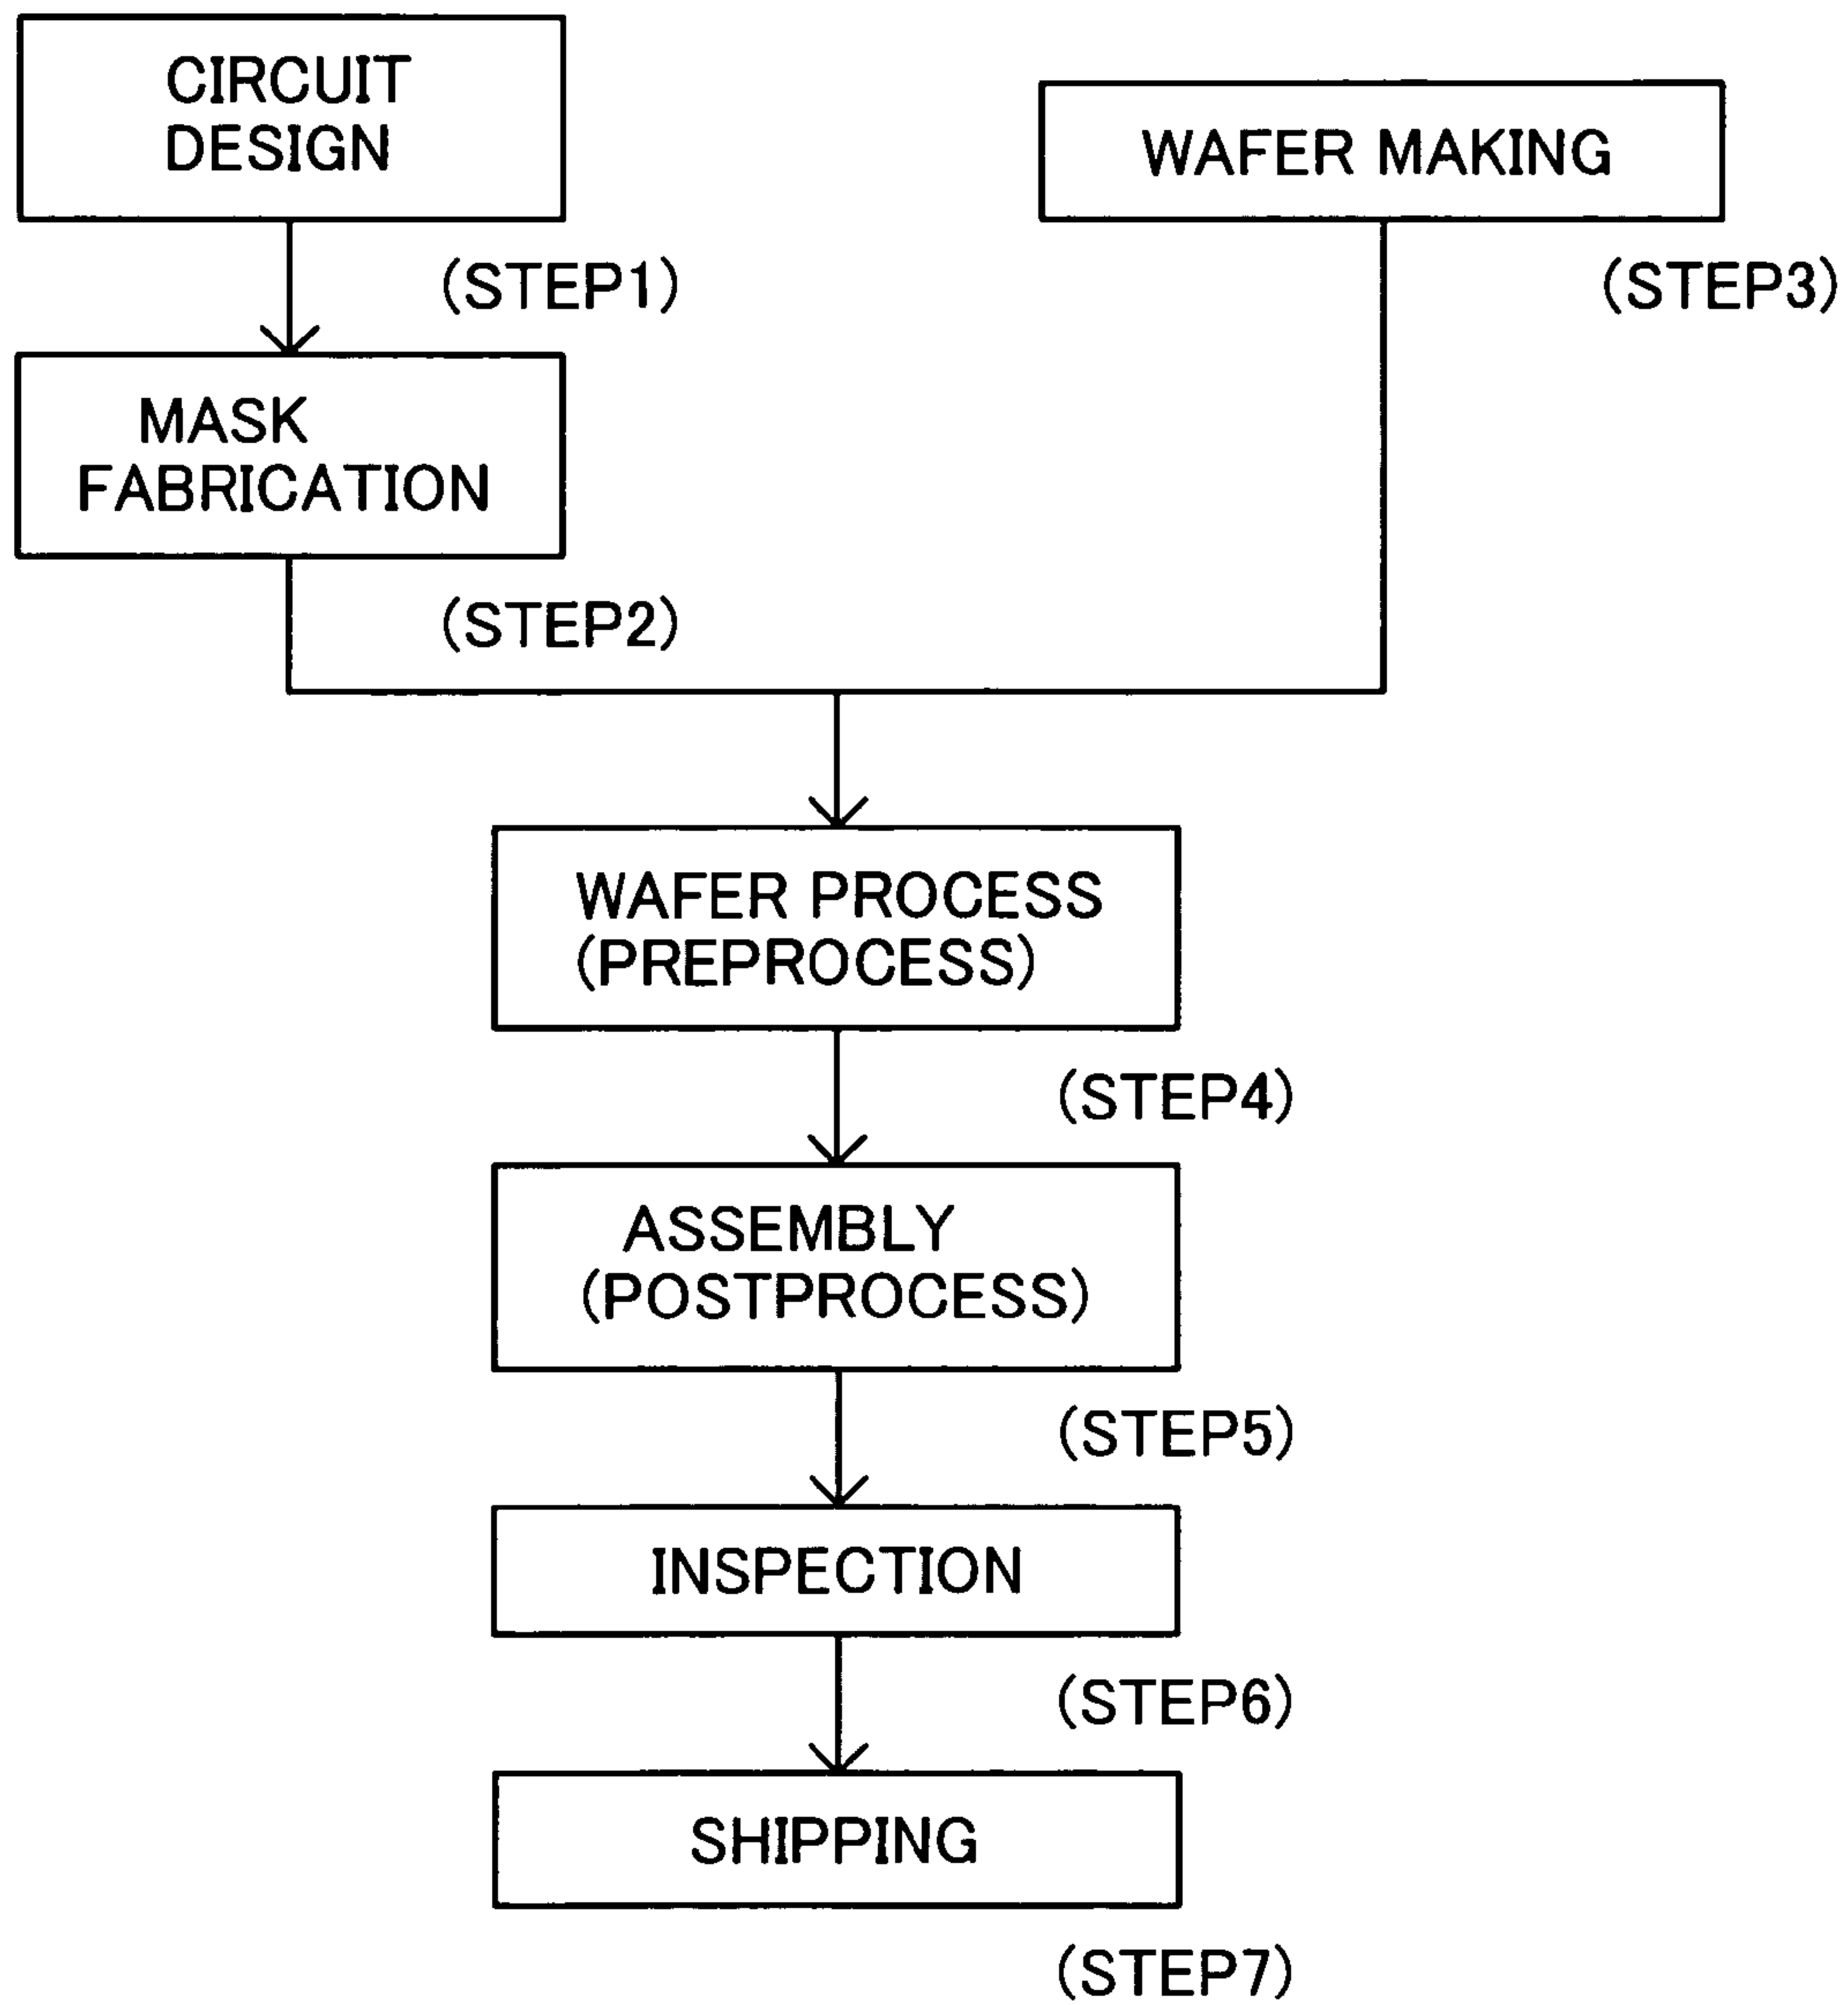 CIRCUIT
DESIGN
(STEP1)
MASK
FABRICATION
(STEP2)
WAFER MAKING
(STEP3)
WAFER PROCESS
(PREPROCESS)
(STEP4)
ASSEMBLY
(POSTPROCESS)
(STEP5)
INSPECTION
(STEP6)
SHIPPING
(STEP7)